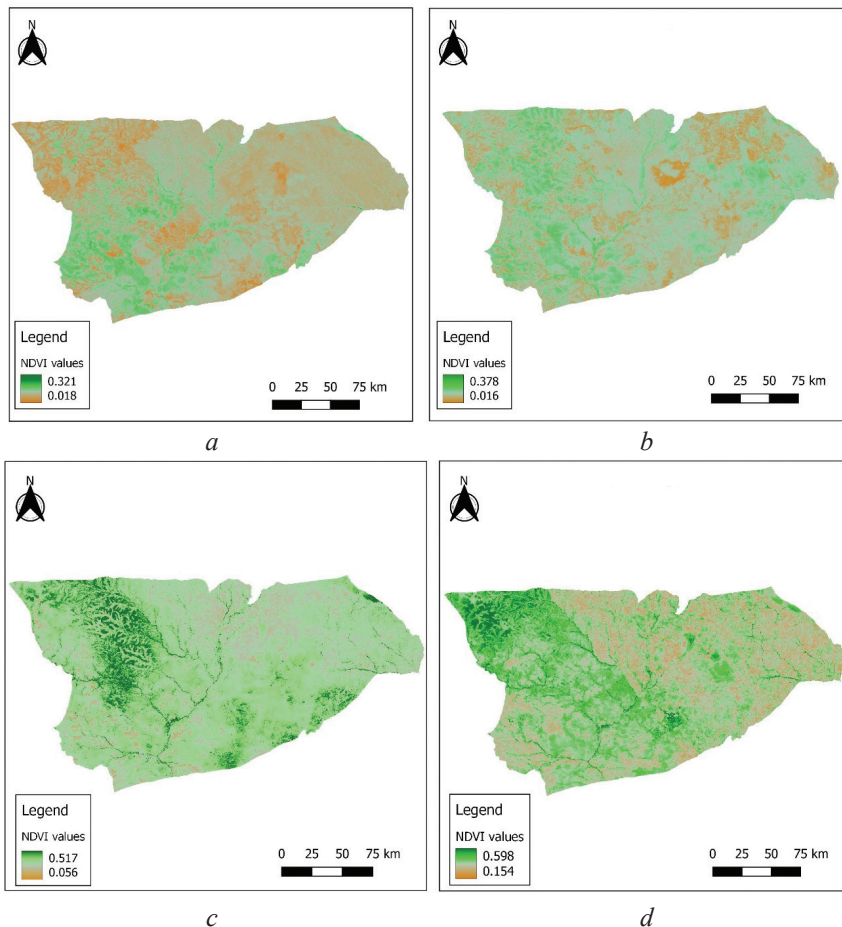 N
Legend
NDVI values
0.321
0.018
0 25 50 75 km
a
N
Legend
NDVI values
0.378
0.016
0 25 50 75 km
b
N
Legend
NDVI values
0.517
0.056
0 25 50 75 km
c
N
Legend
NDVI values
0.598
0.154
0 25 50 75 km
d